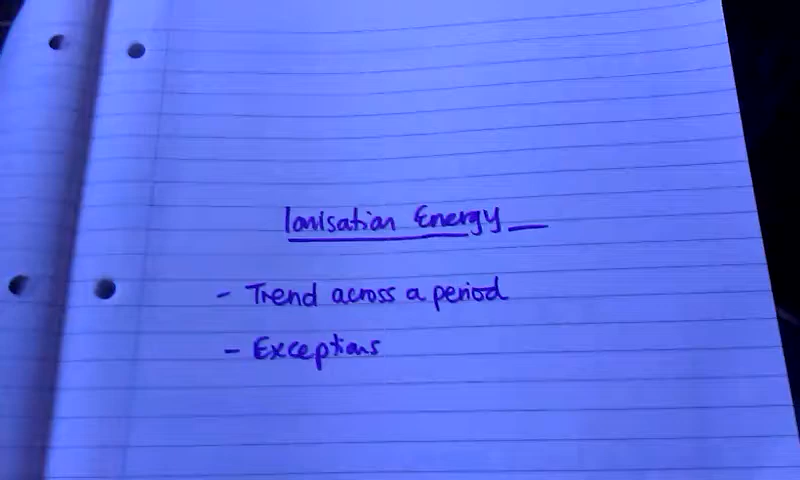 Ionisation Energy
- Trend across a period
- Exceptions